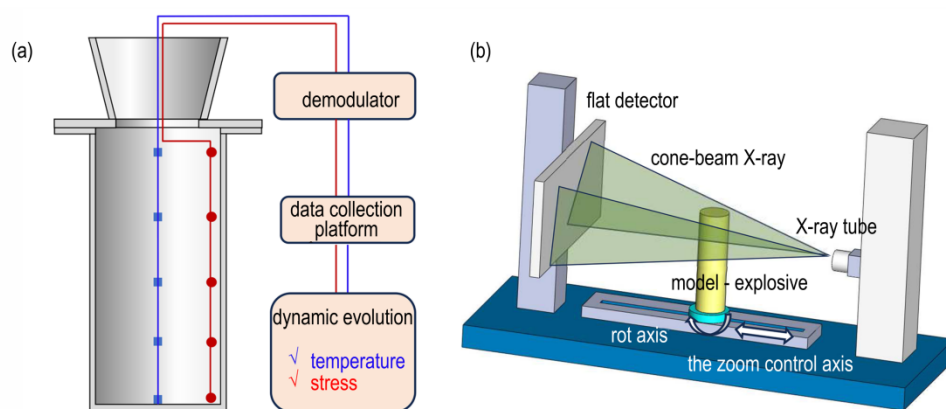 (a)
demodulator
data collection
platform
dynamic evolution
√ temperature
√ stress
(b)
flat detector
cone-beam X-ray
X-ray tube
model - explosive
rot axis
the zoom control axis